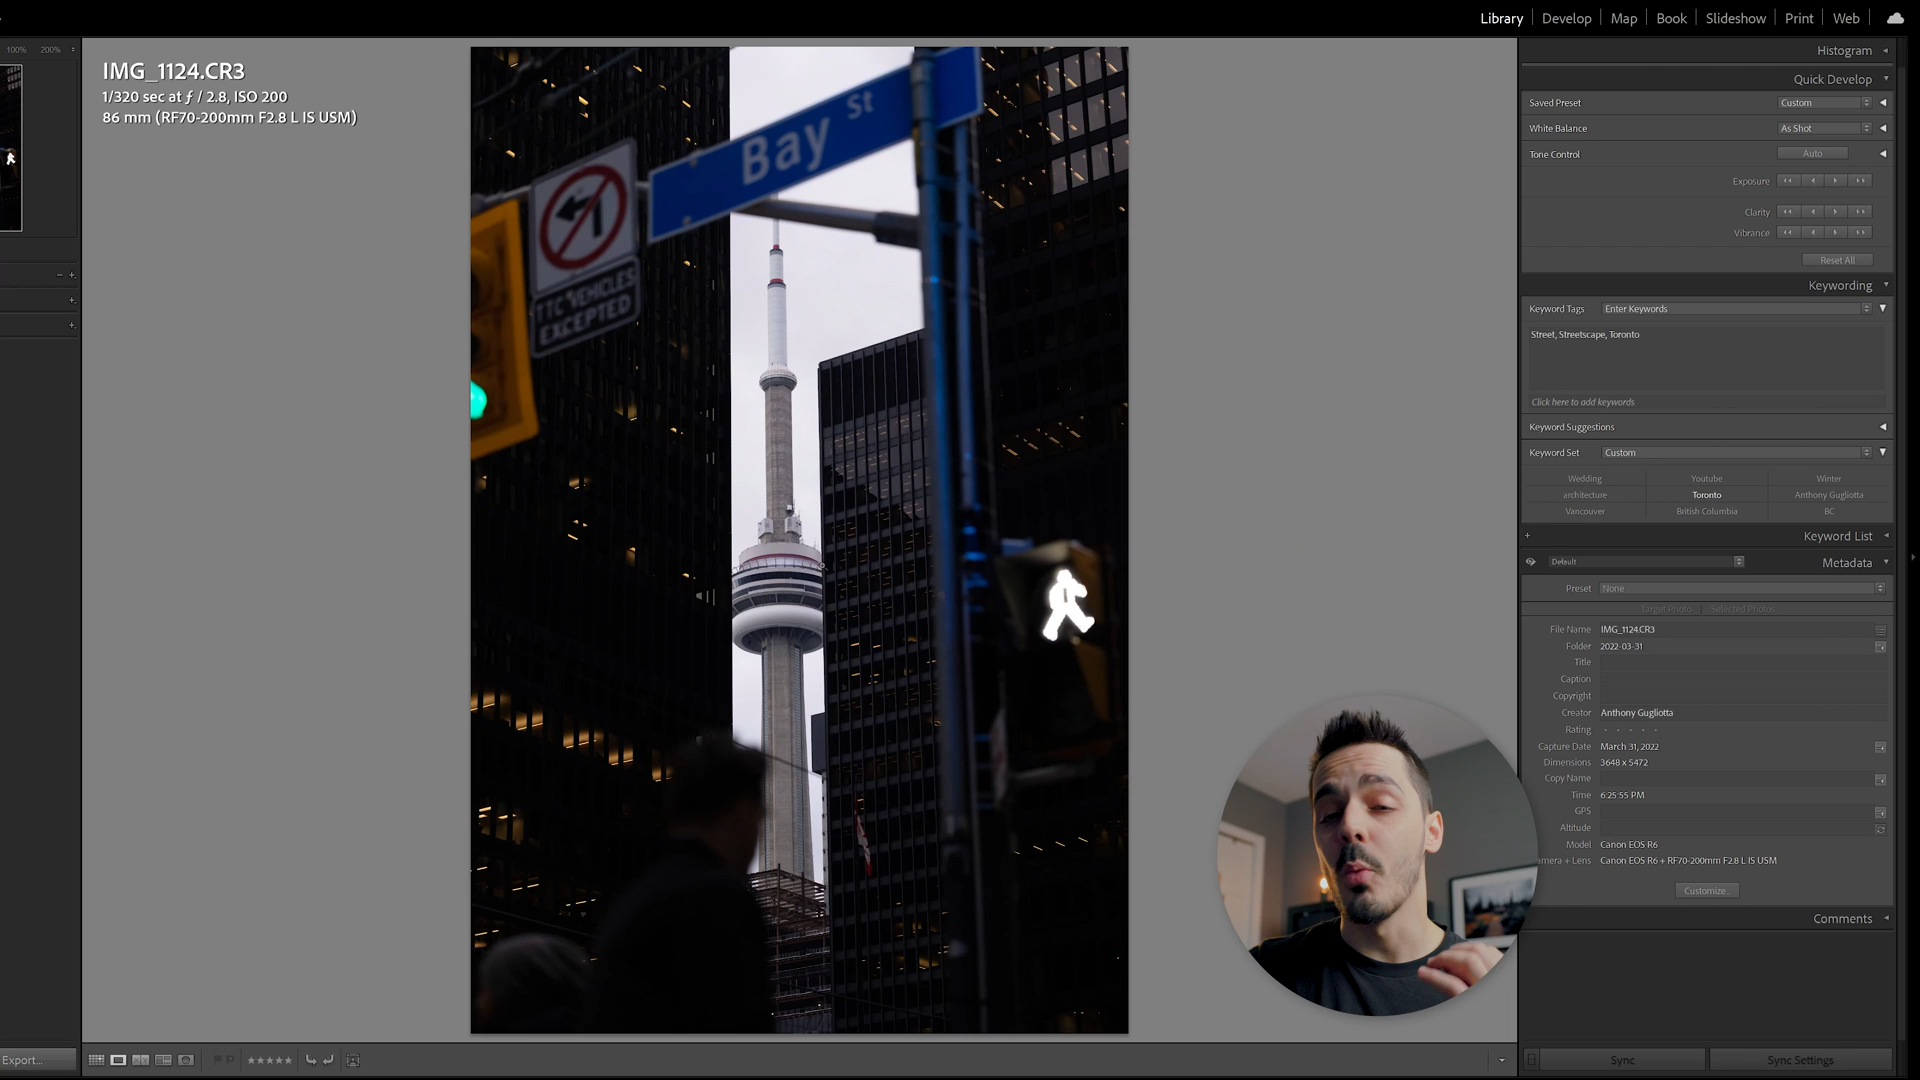 Library | Develop | Map | Book | Slideshow | Print | Web
100% 200%
IMG_1124.CR3
1/320 sec at ƒ / 2.8, ISO 200
86 mm (RF70-200mm F2.8 L IS USM)
Bay St
TTC VEHICLES
EXCEPTED
Histogram
Quick Develop
Saved Preset Custom
White Balance As Shot
Tone Control Auto
Exposure
Clarity
Vibrance
Reset All
Keywording
Keyword Tags Enter Keywords
Street, Streetscape, Toronto
Click here to add keywords
Keyword Suggestions
Keyword Set Custom
Wedding Youtube Winter
architecture Toronto Anthony Gugliotta
Vancouver British Columbia BC
Keyword List
Default Metadata
Preset None
Target Photo Selected Photos
File Name IMG_1124.CR3
Folder 2022-03-31
Title
Caption
Copyright
Creator Anthony Gugliotta
Rating
Capture Date March 31, 2022
Dimensions 3648 x 5472
Copy Name
Time 6:25:55 PM
GPS
Altitude
Model Canon EOS R6
mera + Lens Canon EOS R6 + RF70-200mm F2.8 L IS USM
Customize...
Comments
Export...
Sync Sync Settings